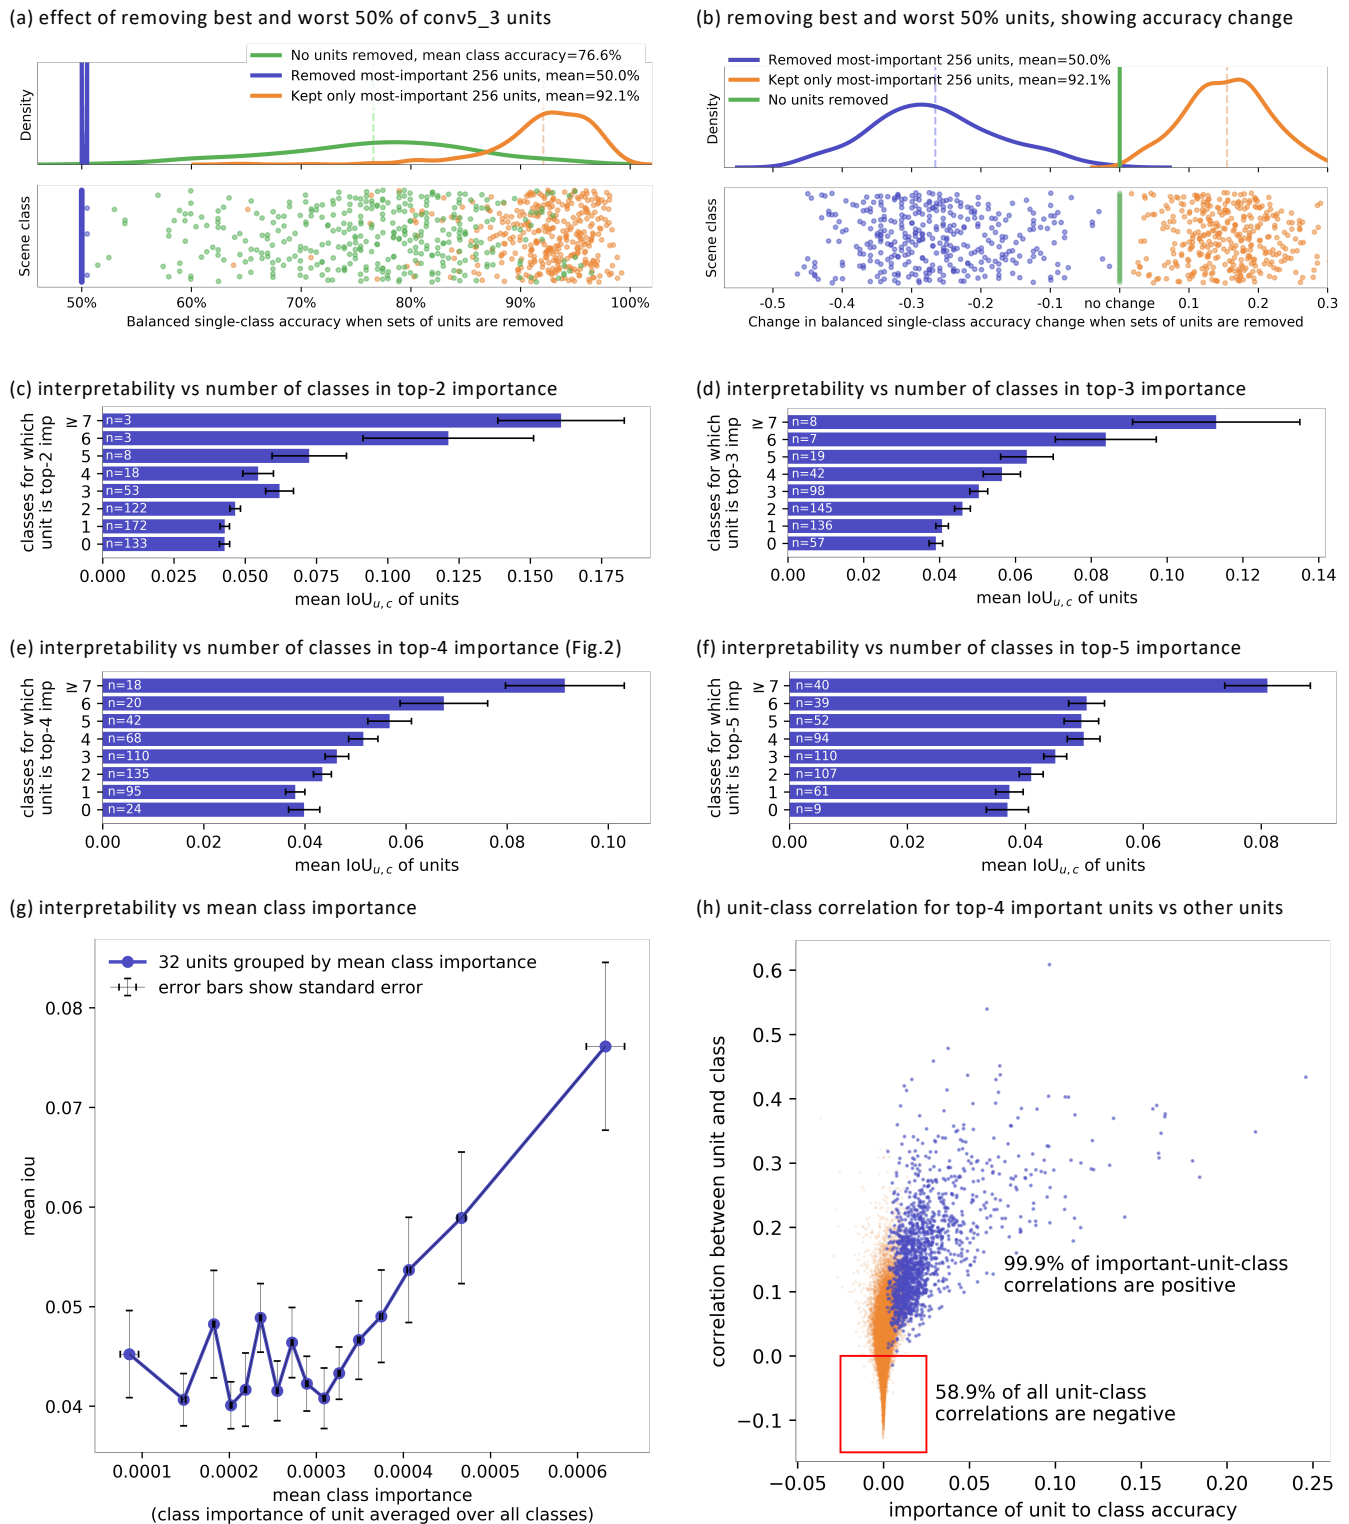 (a) effect of removing best and worst 50% of conv5_3 units
No units removed, mean class accuracy=76.6%
Removed most-important 256 units, mean=50.0%
Kept only most-important 256 units, mean=92.1%
Density
Scene class
50% 60% 70% 80% 90% 100%
Balanced single-class accuracy when sets of units are removed
(b) removing best and worst 50% units, showing accuracy change
Removed most-important 256 units, mean=50.0%
Kept only most-important 256 units, mean=92.1%
No units removed
Density
Scene class
-0.5 -0.4 -0.3 -0.2 -0.1 no change 0.1 0.2 0.3
Change in balanced single-class accuracy change when sets of units are removed
(c) interpretability vs number of classes in top-2 importance
classes for which
unit is top-2 imp
≥ 7 n=3
6 n=3
5 n=8
4 n=18
3 n=53
2 n=122
1 n=172
0 n=133
0.000 0.025 0.050 0.075 0.100 0.125 0.150 0.175
mean IoUu,c of units
(d) interpretability vs number of classes in top-3 importance
classes for which
unit is top-3 imp
≥ 7 n=8
6 n=7
5 n=19
4 n=42
3 n=98
2 n=145
1 n=136
0 n=57
0.00 0.02 0.04 0.06 0.08 0.10 0.12 0.14
mean IoUu,c of units
(e) interpretability vs number of classes in top-4 importance (Fig.2)
classes for which
unit is top-4 imp
≥ 7 n=18
6 n=20
5 n=42
4 n=68
3 n=110
2 n=135
1 n=95
0 n=24
0.00 0.02 0.04 0.06 0.08 0.10
mean IoUu,c of units
(f) interpretability vs number of classes in top-5 importance
classes for which
unit is top-5 imp
≥ 7 n=40
6 n=39
5 n=52
4 n=94
3 n=110
2 n=107
1 n=61
0 n=9
0.00 0.02 0.04 0.06 0.08
mean IoUu,c of units
(g) interpretability vs mean class importance
32 units grouped by mean class importance
error bars show standard error
mean iou
0.08
0.07
0.06
0.05
0.04
0.0001 0.0002 0.0003 0.0004 0.0005 0.0006
mean class importance
(class importance of unit averaged over all classes)
(h) unit-class correlation for top-4 important units vs other units
correlation between unit and class
0.6
0.5
0.4
0.3
0.2
0.1
0.0
−0.1
99.9% of important-unit-class
correlations are positive
58.9% of all unit-class
correlations are negative
−0.05 0.00 0.05 0.10 0.15 0.20 0.25
importance of unit to class accuracy